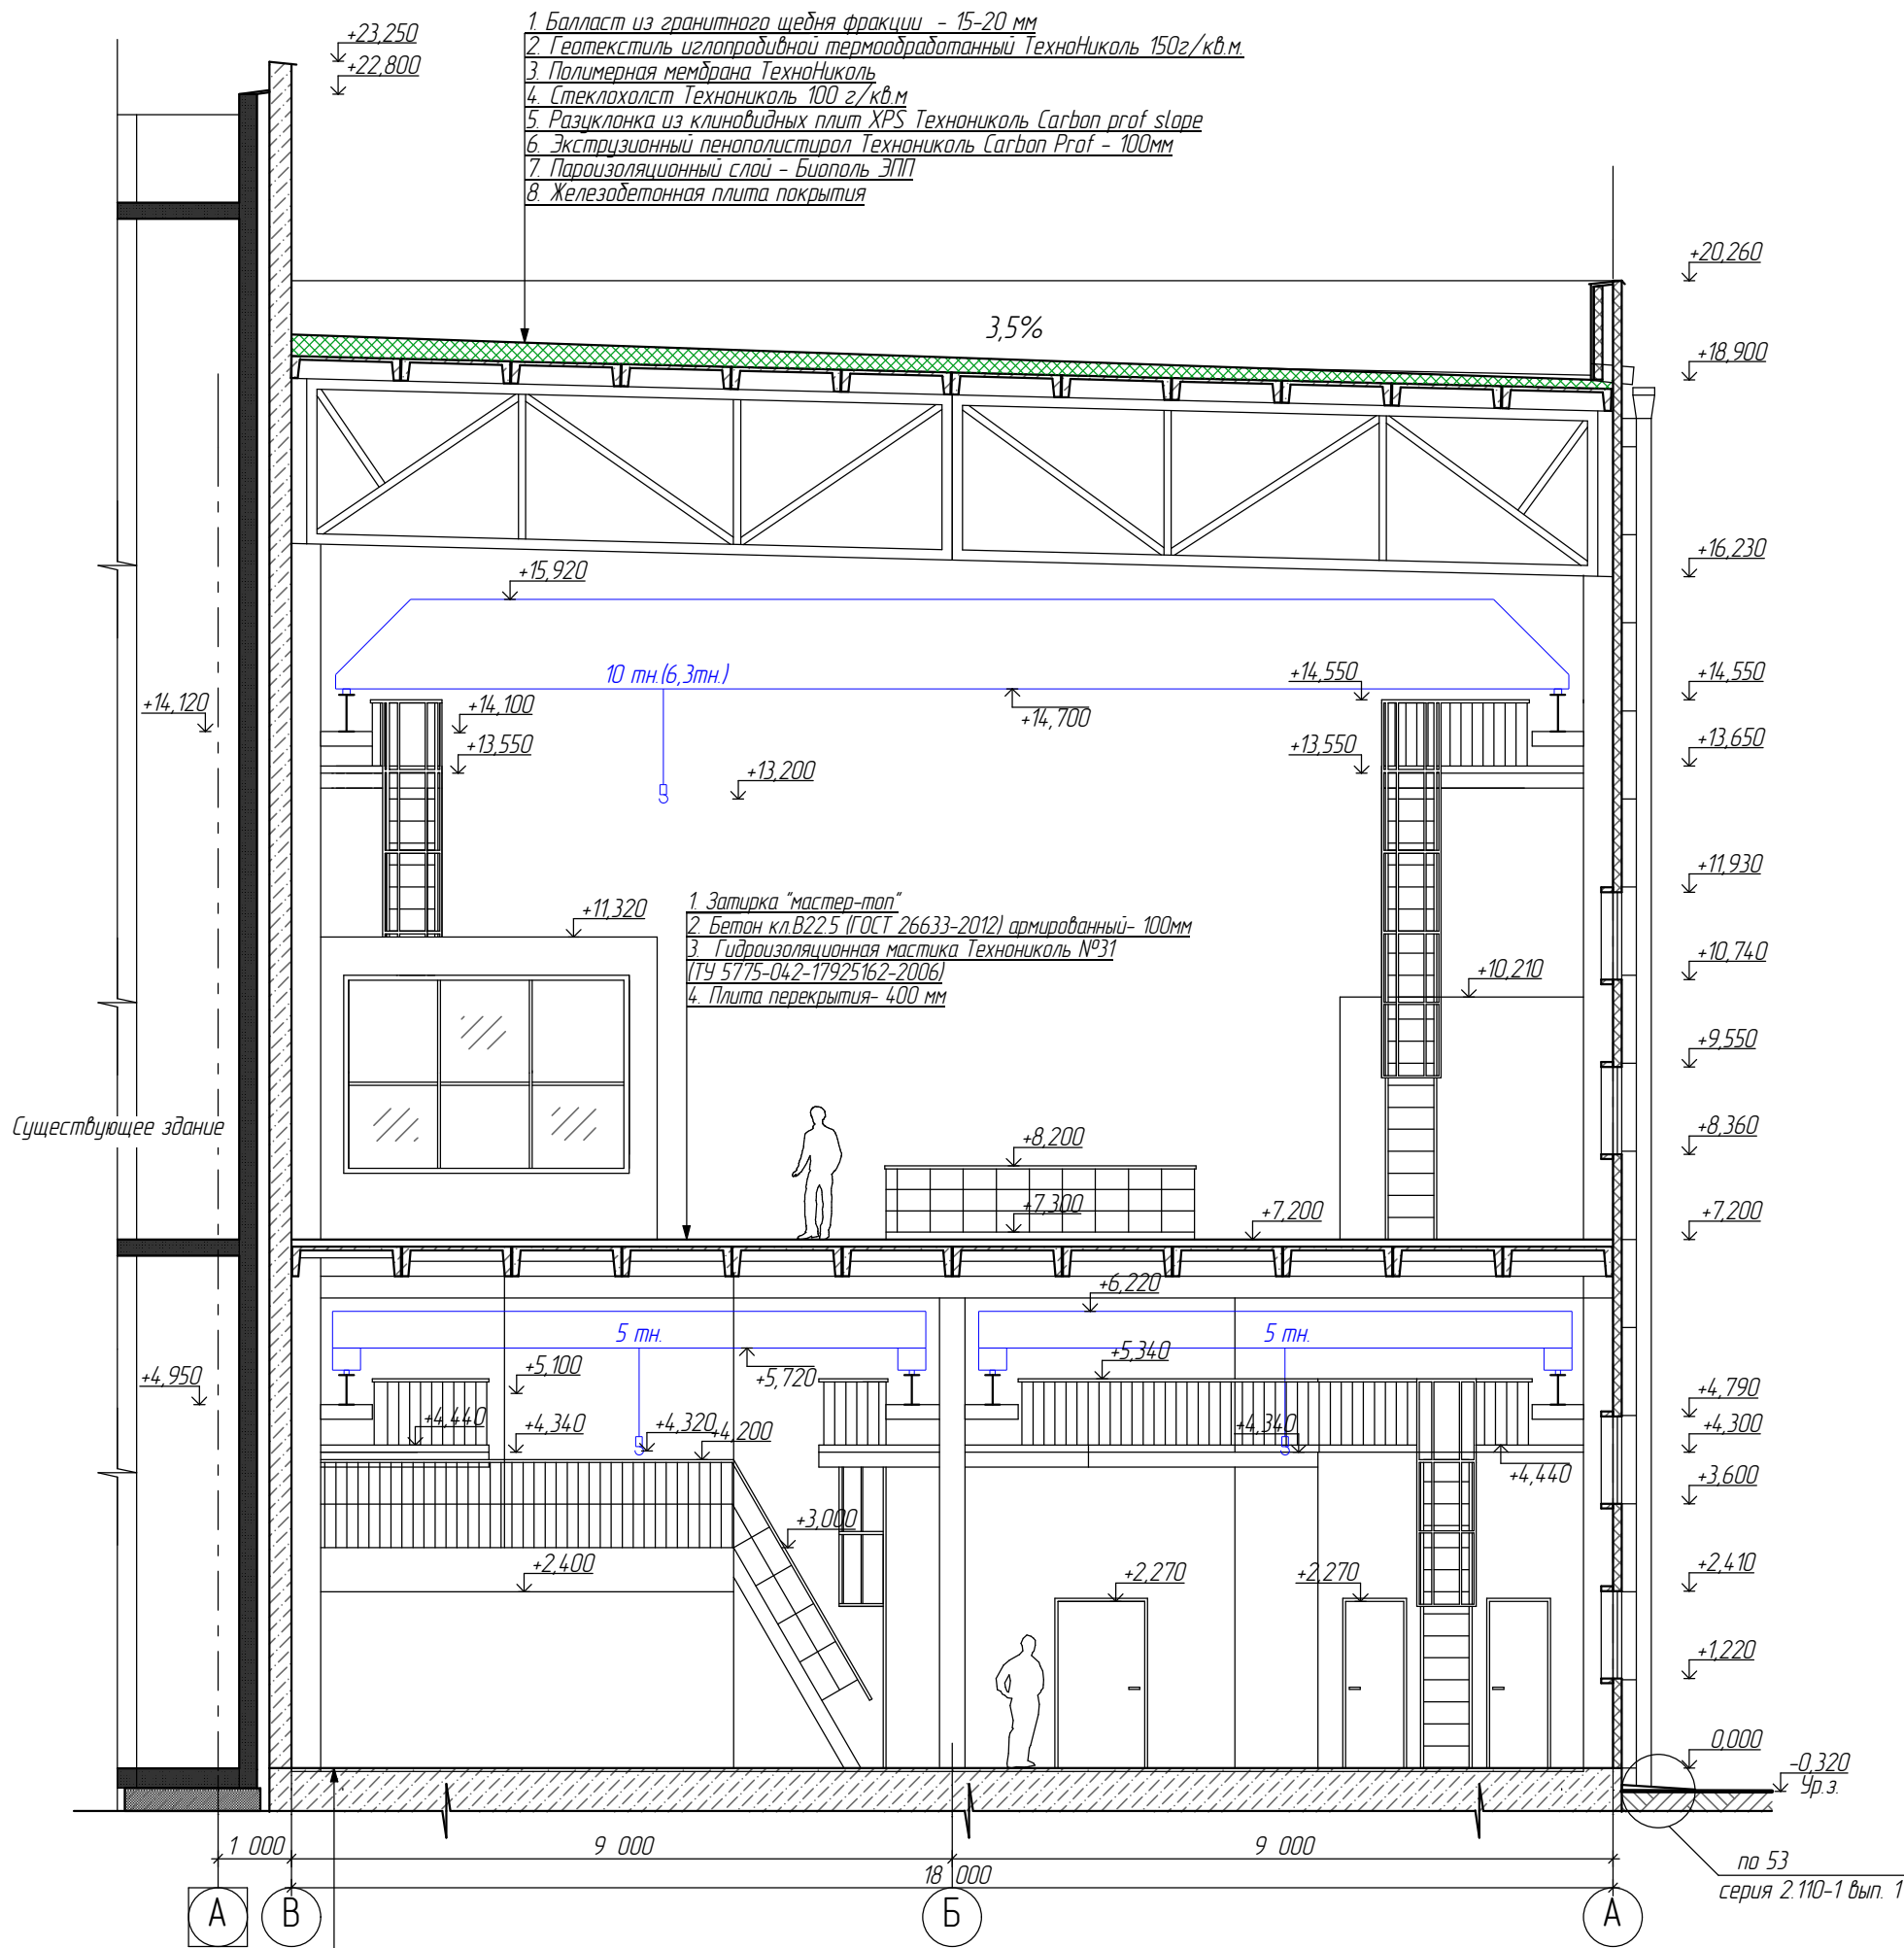 1. Балласт из гранитного щебня фракции - 15-20 мм
2. Геотекстиль иглопробивной термообработанный ТехноНиколь 150г/кв.м.
3. Полимерная мембрана ТехноНиколь
4. Стеклохолст Технониколь 100 г/кв.м
5. Разуклонка из клиновидных плит XPS Технониколь Carbon prof slope
6. Экструзионный пенополистирол Технониколь Carbon Prof - 100мм
7. Пароизоляционный слой - Биополь ЭПП
8. Железобетонная плита покрытия
+23,250
+22,800
+20,260
3,5%
+18,900
+16,230
+15,920
10 тн.(6,3тн.)
+14,550
+14,550
+14,120
+14,100
+14,700
+13,550
+13,550
+13,650
+13,200
+11,930
+11,320
1. Затирка "мастер-топ"
2. Бетон кл.В22.5 (ГОСТ 26633-2012) армированный- 100мм
3. Гидроизоляционная мастика Технониколь №31
(ТУ 5775-042-17925162-2006)
4. Плита перекрытия- 400 мм
+10,740
+10,210
+9,550
Существующее здание
+8,360
+8,200
+7,300
+7,200
+7,200
+6,220
5 тн.
5 тн.
+5,340
+5,100
+5,720
+4,950
+4,790
+4,440
+4,340
+4,320
+4,200
+4,340
+4,300
+4,440
+3,600
+3,000
+2,400
+2,270
+2,270
+2,410
+1,220
0,000
-0,320
Ур.з.
1 000
9 000
9 000
18 000
по 53
серия 2.110-1 вып. 1
А
В
Б
А